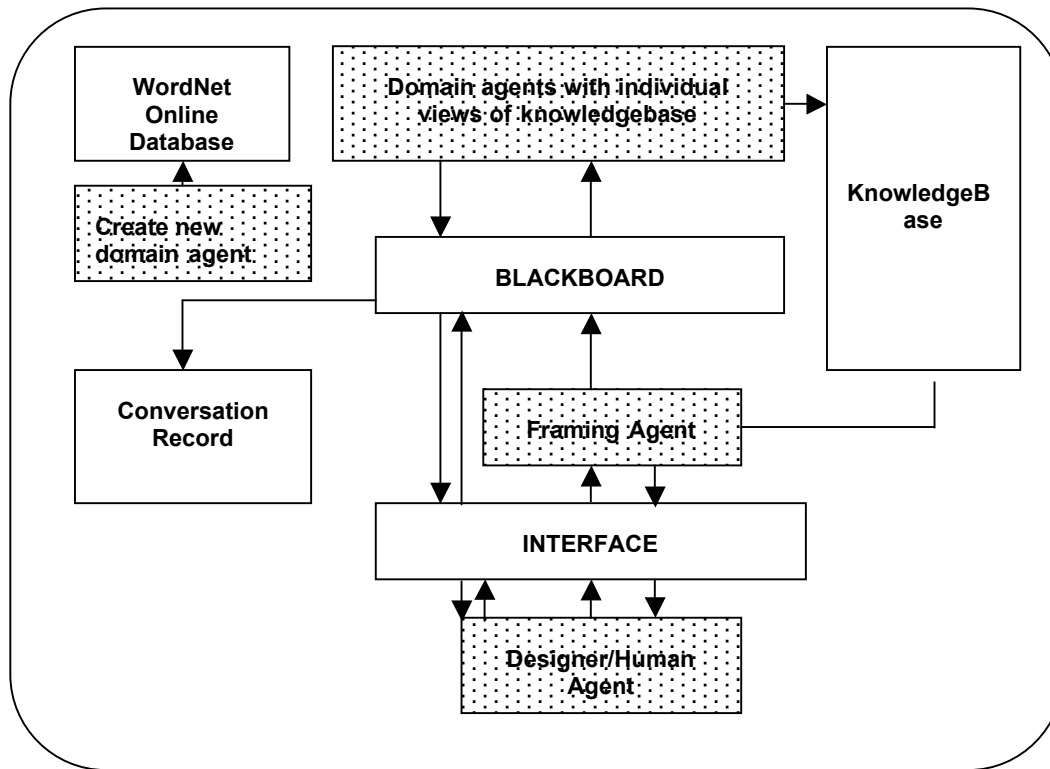 WordNet
Online
Database
Domain agents with individual
views of knowledgebase
KnowledgeB
ase
Create new
domain agent
BLACKBOARD
Conversation
Record
Framing Agent
INTERFACE
Designer/Human
Agent